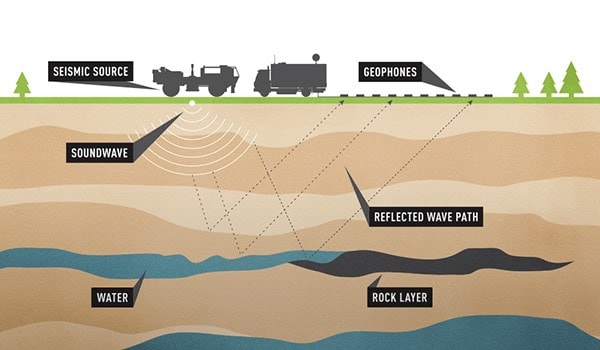 SEISMIC SOURCE
GEOPHONES
SOUNDWAVE
REFLECTED WAVE PATH
WATER
ROCK LAYER